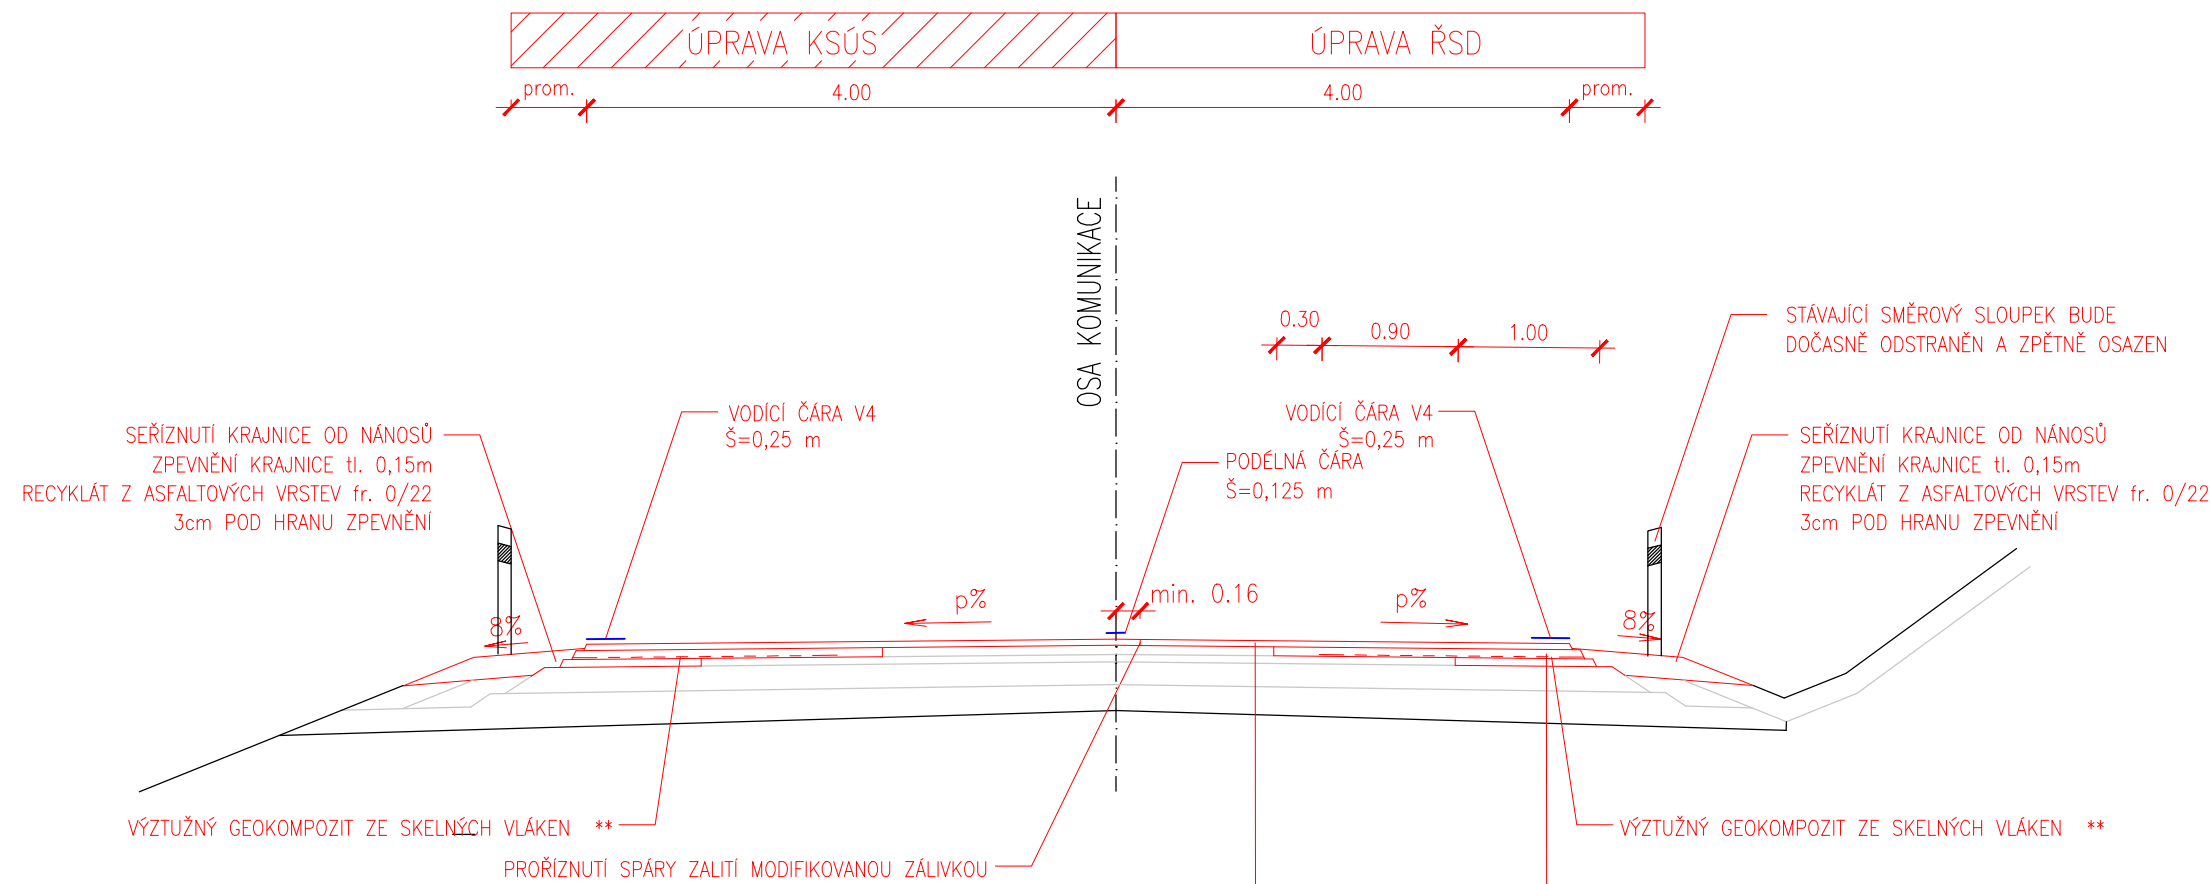 ÚPRAVA KSÚS
ÚPRAVA ŘSD
prom.
4.00
4.00
prom.
OSA KOMUNIKACE
0.30
0.90
1.00
STÁVAJÍCÍ SMĚROVÝ SLOUPEK BUDE
DOČASNĚ ODSTRANĚN A ZPĚTNĚ OSAZEN
VODÍCÍ ČÁRA V4
Š=0,25 m
VODÍCÍ ČÁRA V4
Š=0,25 m
SEŘÍZNUTÍ KRAJNICE OD NÁNOSŮ
ZPEVNĚNÍ KRAJNICE tl. 0,15m
RECYKLÁT Z ASFALTOVÝCH VRSTEV fr. 0/22
3cm POD HRANU ZPEVNĚNÍ
PODÉLNÁ ČÁRA
Š=0,125 m
SEŘÍZNUTÍ KRAJNICE OD NÁNOSŮ
ZPEVNĚNÍ KRAJNICE tl. 0,15m
RECYKLÁT Z ASFALTOVÝCH VRSTEV fr. 0/22
3cm POD HRANU ZPEVNĚNÍ
8%
p%
min. 0.16
p%
8%
VÝZTUŽNÝ GEOKOMPOZIT ZE SKELNÝCH VLÁKEN **
VÝZTUŽNÝ GEOKOMPOZIT ZE SKELNÝCH VLÁKEN **
PROŘÍZNUTÍ SPÁRY ZALITÍ MODIFIKOVANOU ZÁLIVKOU